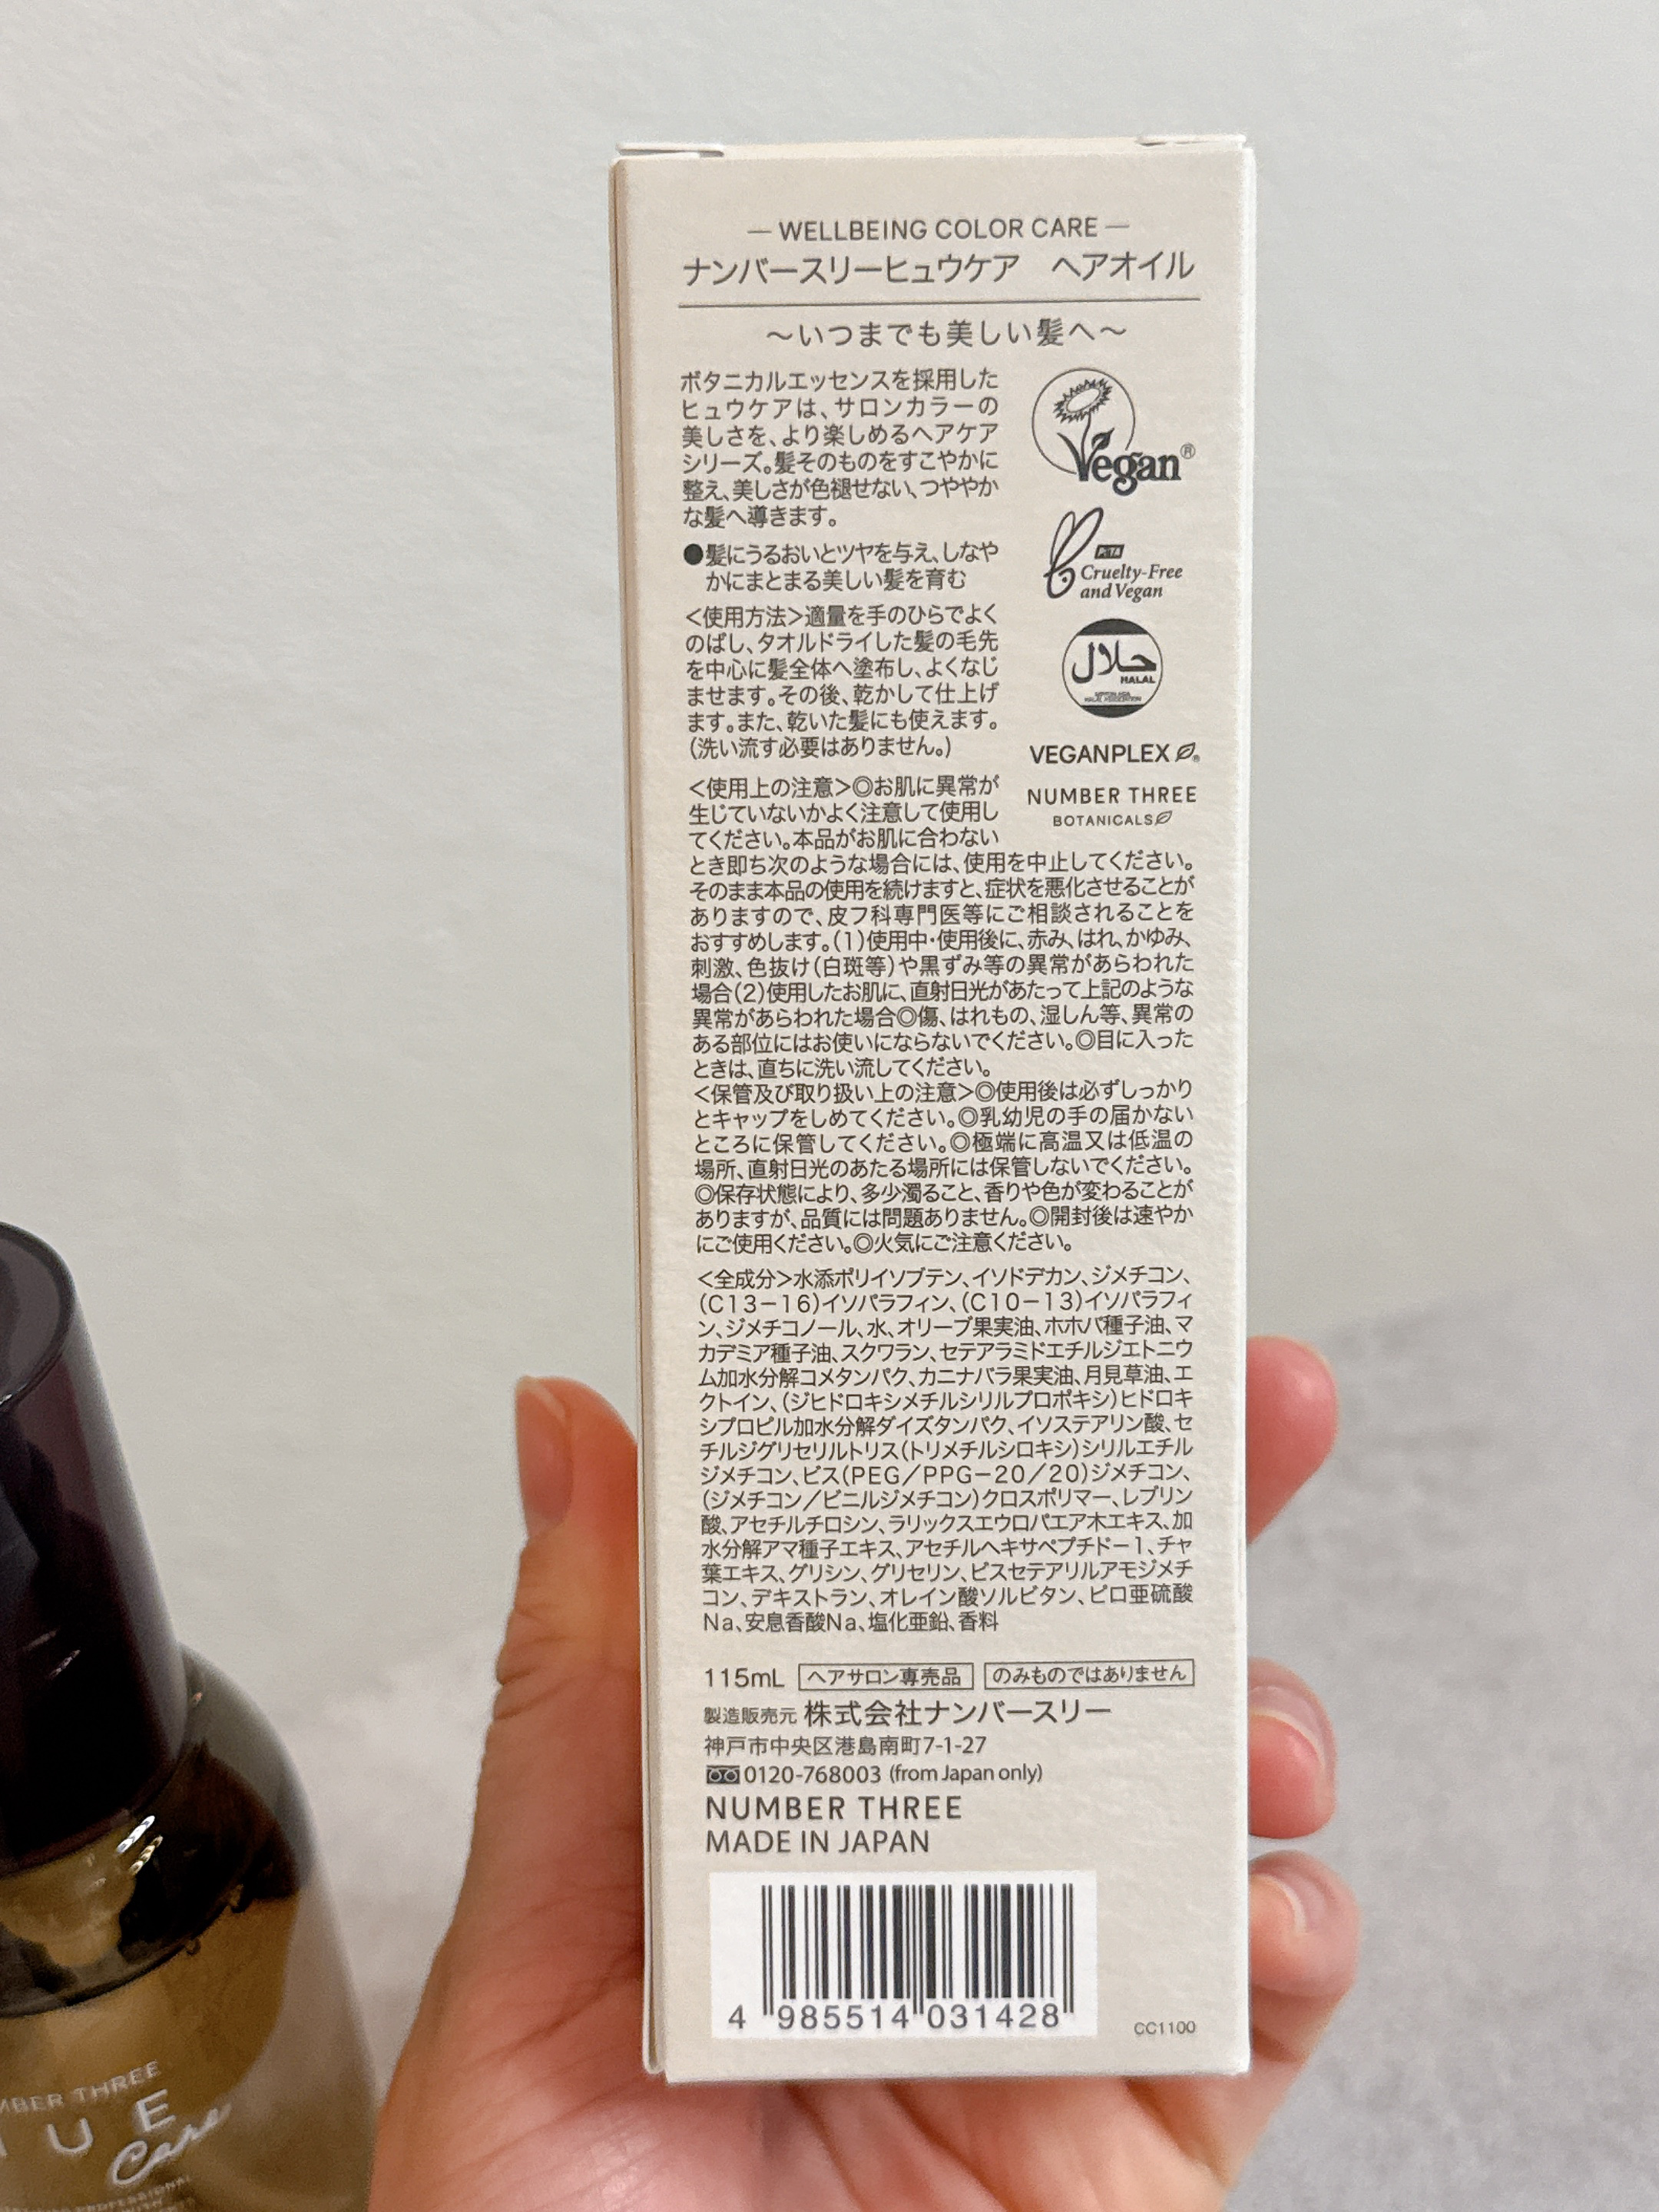 — WELLBEING COLOR CARE —
ナンバースリーヒュウケア　ヘアオイル
〜いつまでも美しい髪へ〜
ボタニカルエッセンスを採用した
ヒュウケアは、サロンカラーの
美しさを、より楽しめるヘアケア
シリーズ。髪そのものをすこやかに
整え、美しさが色褪せない、つややか
な髪へ導きます。
●髪にうるおいとツヤを与え、しなや
かにまとまる美しい髪を育む
<使用方法>適量を手のひらでよく
のばし、タオルドライした髪の毛先
を中心に髪全体へ塗布し、よくなじ
ませます。その後、乾かして仕上げ
ます。また、乾いた髪にも使えます。
(洗い流す必要はありません。)
Vegan®
PETA
Cruelty-Free
and Vegan
حلال
HALAL
VEGANPLEX
NUMBER THREE
BOTANICALS
<使用上の注意>◎お肌に異常が
生じていないかよく注意して使用し
てください。本品がお肌に合わない
とき即ち次のような場合には、使用を中止してください。
そのまま本品の使用を続けますと、症状を悪化させることが
ありますので、皮フ科専門医等にご相談されることを
おすすめします。(1)使用中・使用後に、赤み、はれ、かゆみ、
刺激、色抜け(白斑等)や黒ずみ等の異常があらわれた
場合(2)使用したお肌に、直射日光があたって上記のような
異常があらわれた場合◎傷、はれもの、湿しん等、異常の
ある部位にはお使いにならないでください。◎目に入った
ときは、直ちに洗い流してください。
<保管及び取り扱い上の注意>◎使用後は必ずしっかり
とキャップをしめてください。◎乳幼児の手の届かない
ところに保管してください。◎極端に高温又は低温の
場所、直射日光のあたる場所には保管しないでください。
◎保存状態により、多少濁ること、香りや色が変わることが
ありますが、品質には問題ありません。◎開封後は速やか
にご使用ください。◎火気にご注意ください。
<全成分>水添ポリイソブテン、イソドデカン、ジメチコン、
(C13－16)イソパラフィン、(C10－13)イソパラフィ
ン、ジメチコノール、水、オリーブ果実油、ホホバ種子油、マ
カデミア種子油、スクワラン、セテアラミドエチルジエトニウ
ム加水分解コメタンパク、カニナバラ果実油、月見草油、エ
クトイン、(ジヒドロキシメチルシリルプロポキシ)ヒドロキ
シプロピル加水分解ダイズタンパク、イソステアリン酸、セ
チルジグリセリルトリス(トリメチルシロキシ)シリルエチル
ジメチコン、ビス(PEG／PPG－20／20)ジメチコン、
(ジメチコン／ビニルジメチコン)クロスポリマー、レブリン
酸、アセチルチロシン、ラリックスエウロパエア木エキス、加
水分解アマ種子エキス、アセチルヘキサペプチド－1、チャ
葉エキス、グリシン、グリセリン、ビスセテアリルアモジメチ
コン、デキストラン、オレイン酸ソルビタン、ピロ亜硫酸
Na、安息香酸Na、塩化亜鉛、香料
115mL ヘアサロン専売品 のみものではありません
製造販売元 株式会社ナンバースリー
神戸市中央区港島南町7-1-27
0120-768003 (from Japan only)
NUMBER THREE
MADE IN JAPAN
4 985514 031428
CC1100
THREE
UE
Care